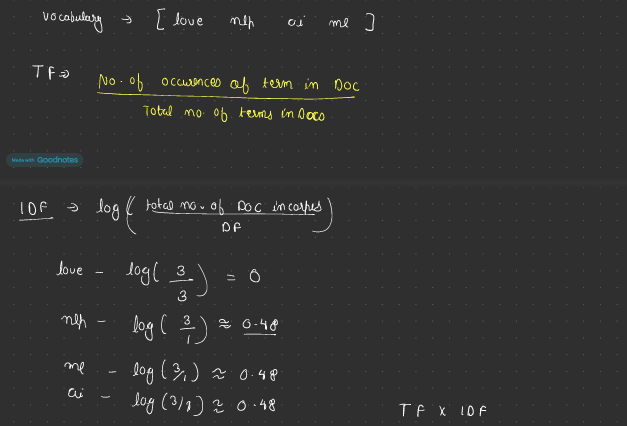 vocabulary → [ love nlp ai ml ]
TF ⇒ No. of occurences of term in Doc
Total no. of terms in Docs
Made with Goodnotes
IDF → log( total no. of Doc in corpus
DF )
love - log( 3/3 ) = 0
nlp - log( 3/1 ) ≈ 0.48
ml - log( 3/1 ) ≈ 0.48
ai - log (3/1) ≈ 0.48
TF X IDF